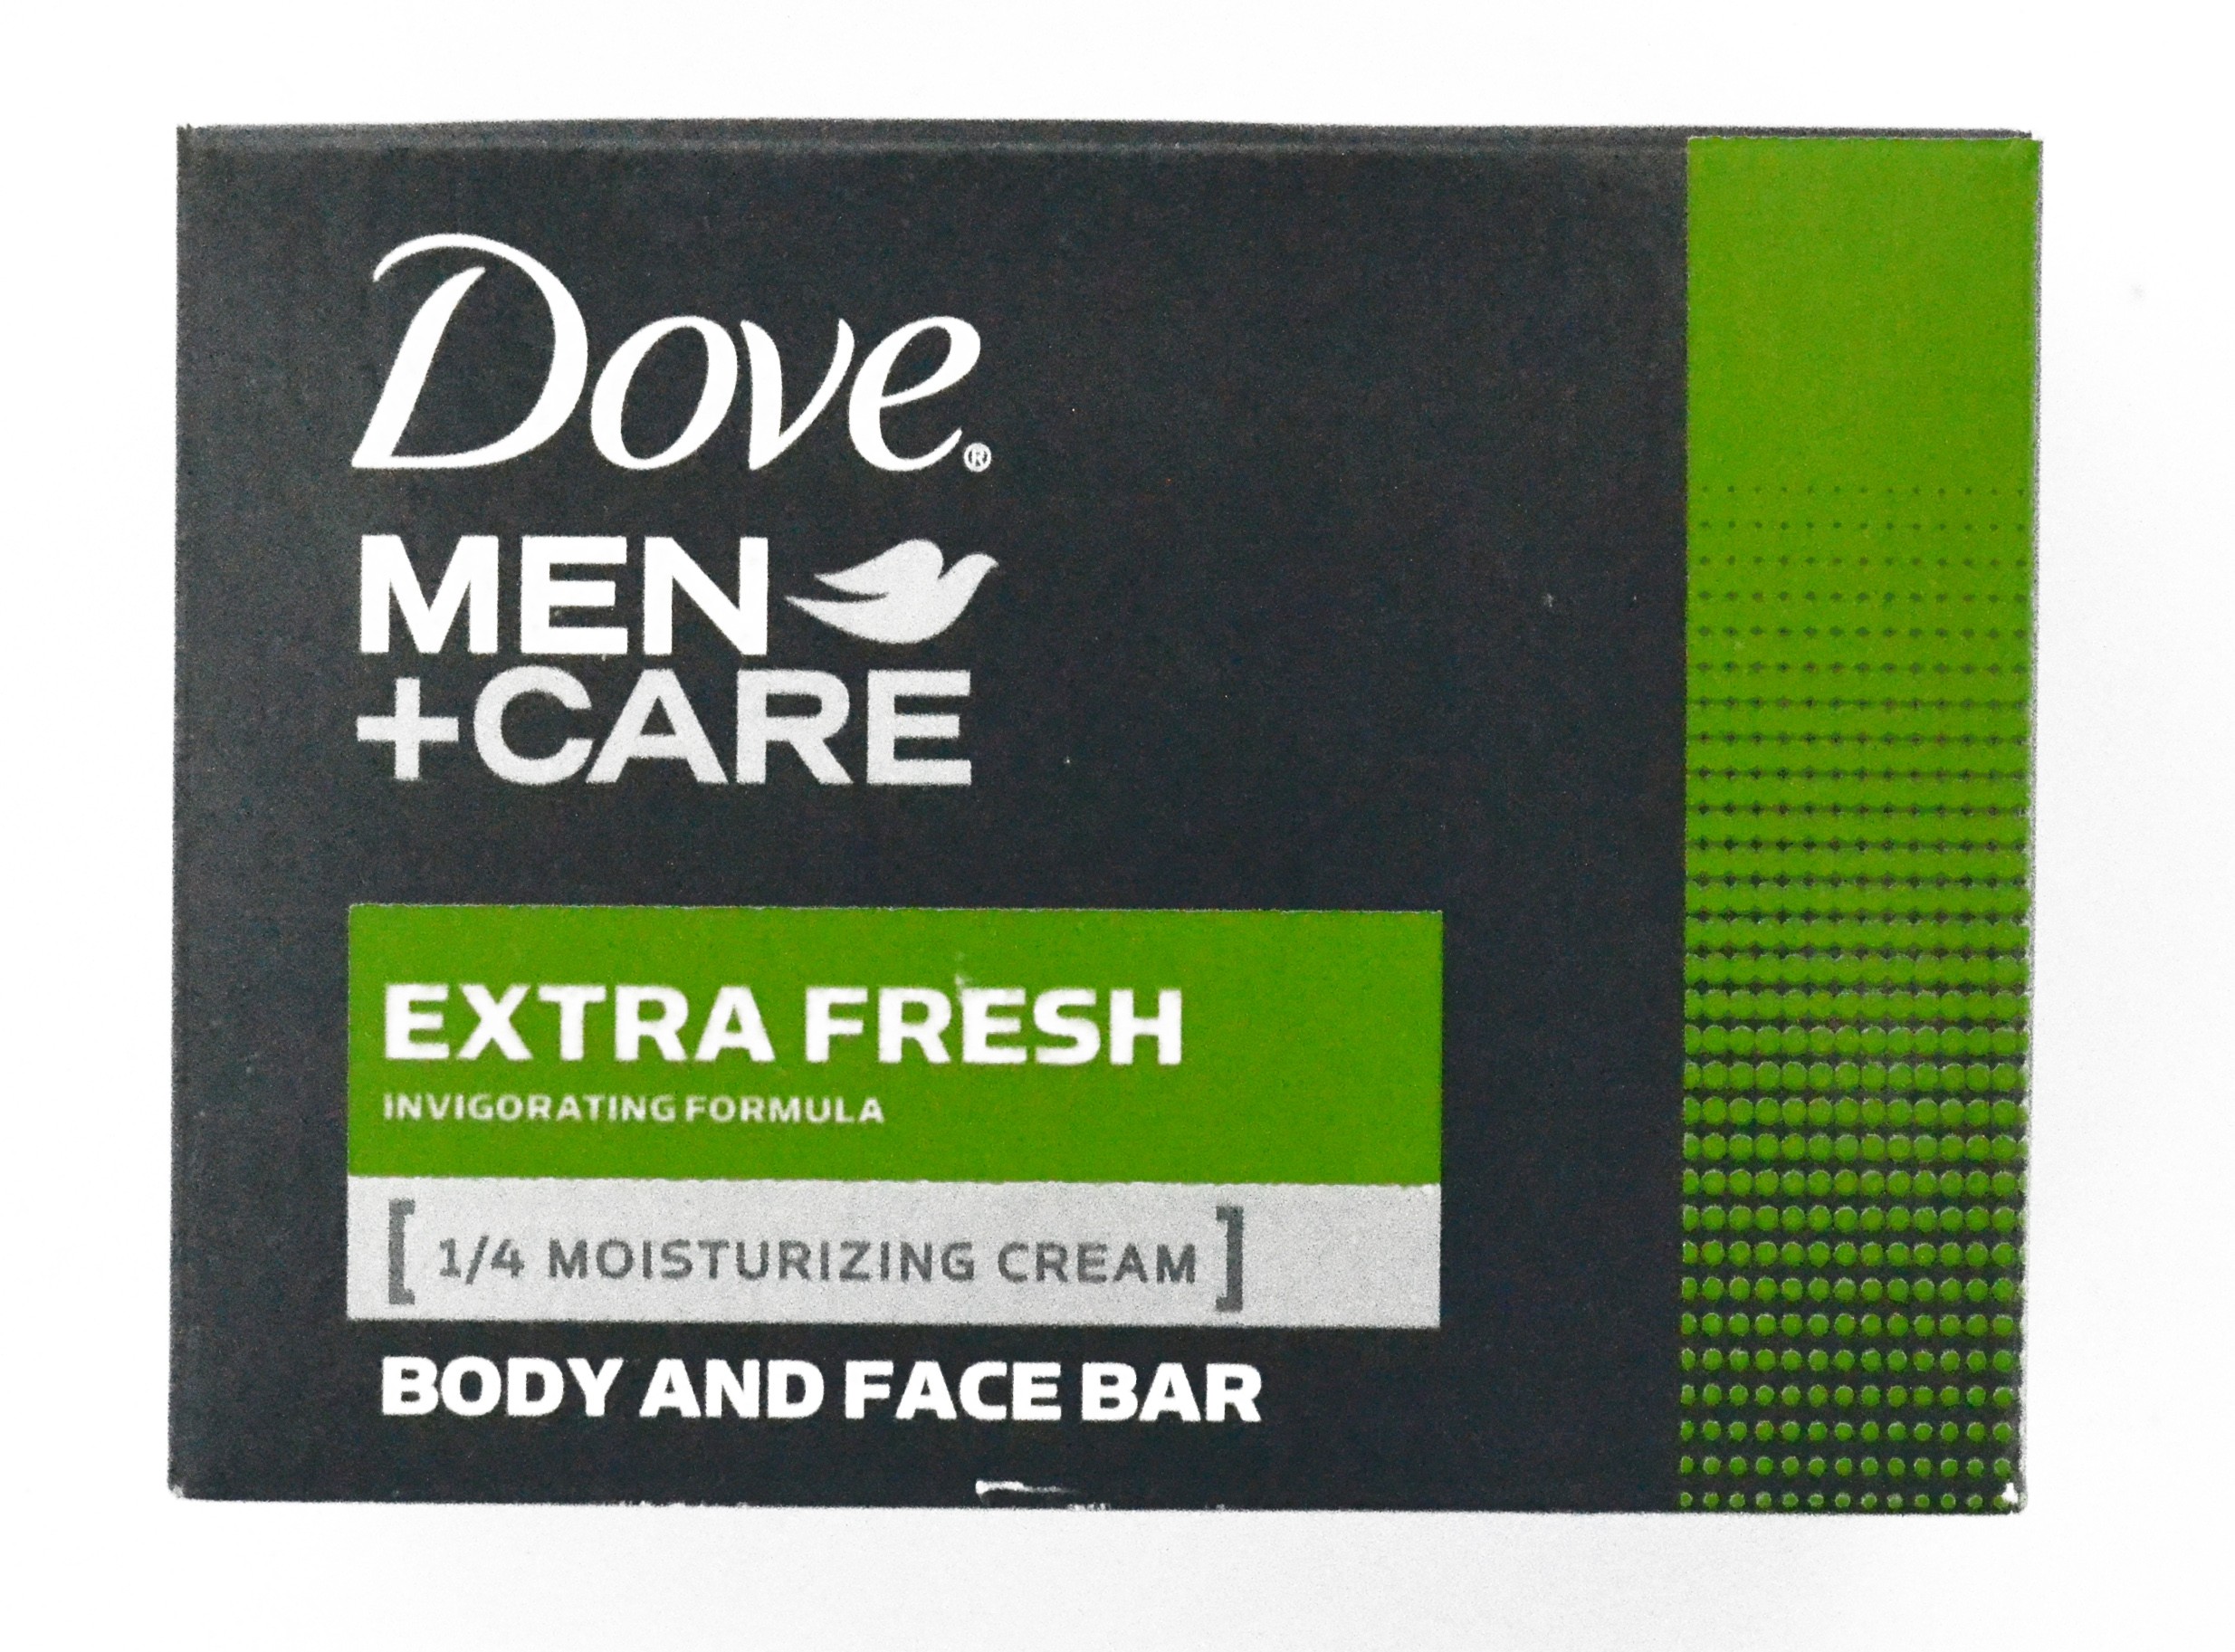 Dove®
MEN
+CARE
EXTRA FRESH
INVIGORATING FORMULA
[1/4 MOISTURIZING CREAM]
BODY AND FACE BAR